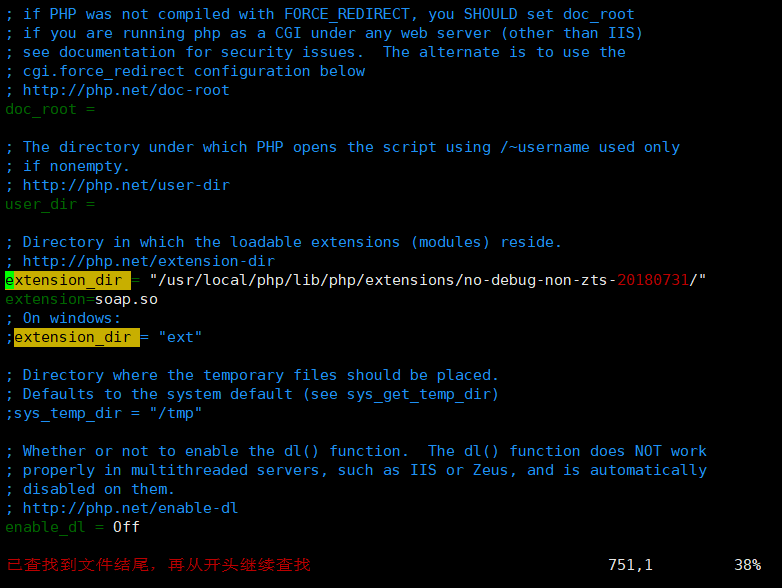 ; if PHP was not compiled with FORCE_REDIRECT, you SHOULD set doc_root
; if you are running php as a CGI under any web server (other than IIS)
; see documentation for security issues.  The alternate is to use the
; cgi.force_redirect configuration below
; http://php.net/doc-root
doc_root =
; The directory under which PHP opens the script using /~username used only
; if nonempty.
; http://php.net/user-dir
user_dir =
; Directory in which the loadable extensions (modules) reside.
; http://php.net/extension-dir
extension_dir = "/usr/local/php/lib/php/extensions/no-debug-non-zts-20180731/"
extension=soap.so
; On windows:
;extension_dir = "ext"
; Directory where the temporary files should be placed.
; Defaults to the system default (see sys_get_temp_dir)
;sys_temp_dir = "/tmp"
; Whether or not to enable the dl() function.  The dl() function does NOT work
; properly in multithreaded servers, such as IIS or Zeus, and is automatically
; disabled on them.
; http://php.net/enable-dl
enable_dl = Off
已查找到文件结尾，再从开头继续查找 751,1 38%